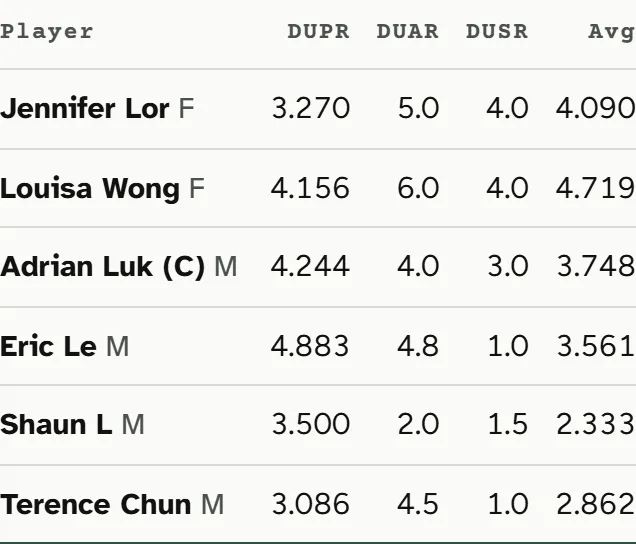 Player DUPR DUAR DUSR Avg
Jennifer Lor F 3.270 5.0 4.0 4.090
Louisa Wong F 4.156 6.0 4.0 4.719
Adrian Luk (C) M 4.244 4.0 3.0 3.748
Eric Le M 4.883 4.8 1.0 3.561
Shaun L M 3.500 2.0 1.5 2.333
Terence Chun M 3.086 4.5 1.0 2.862